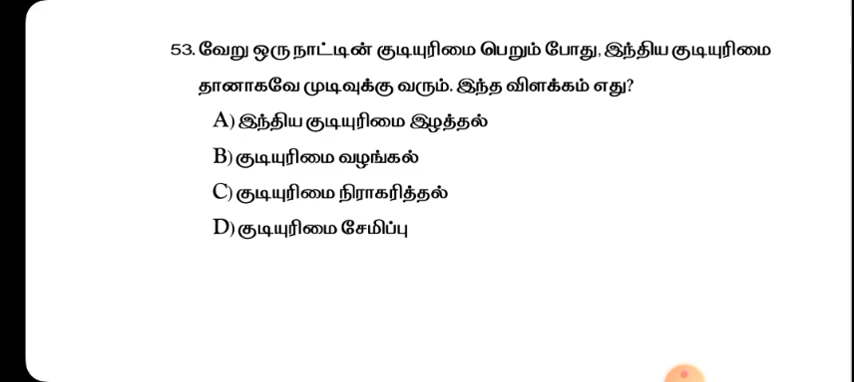 53. வேறு ஒரு நாட்டின் குடியுரிமை பெறும் போது, இந்திய குடியுரிமை
தானாகவே முடிவுக்கு வரும். இந்த விளக்கம் எது?
A) இந்திய குடியுரிமை இழத்தல்
B) குடியுரிமை வழங்கல்
C) குடியுரிமை நிராகரித்தல்
D) குடியுரிமை சேமிப்பு